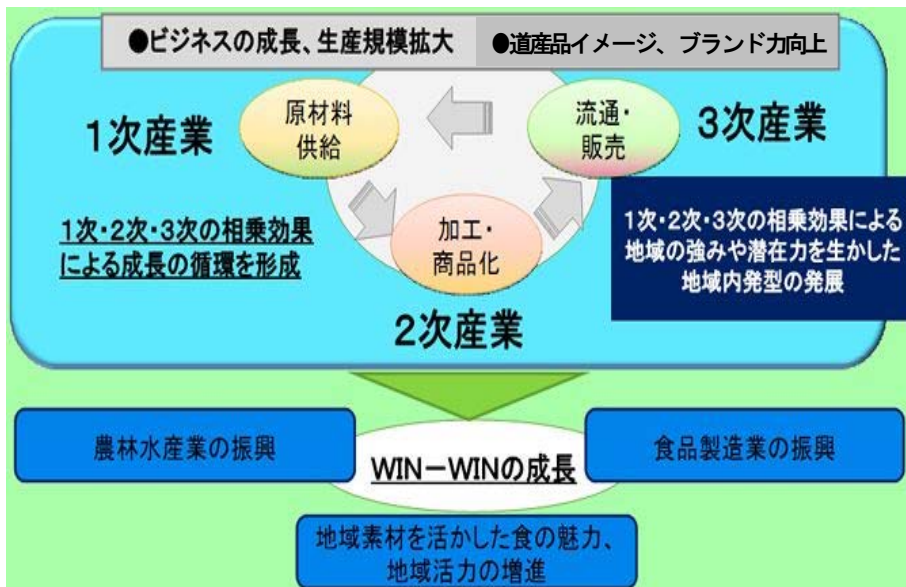 ●ビジネスの成長、生産規模拡大 ●道産品イメージ、ブランド力向上
1次産業
原材料
供給
流通・
販売
3次産業
1次・2次・3次の相乗効果
による成長の循環を形成
加工・
商品化
1次・2次・3次の相乗効果による
地域の強みや潜在力を生かした
地域内発型の発展
2次産業
農林水産業の振興
WIN－WINの成長
食品製造業の振興
地域素材を活かした食の魅力、
地域活力の増進